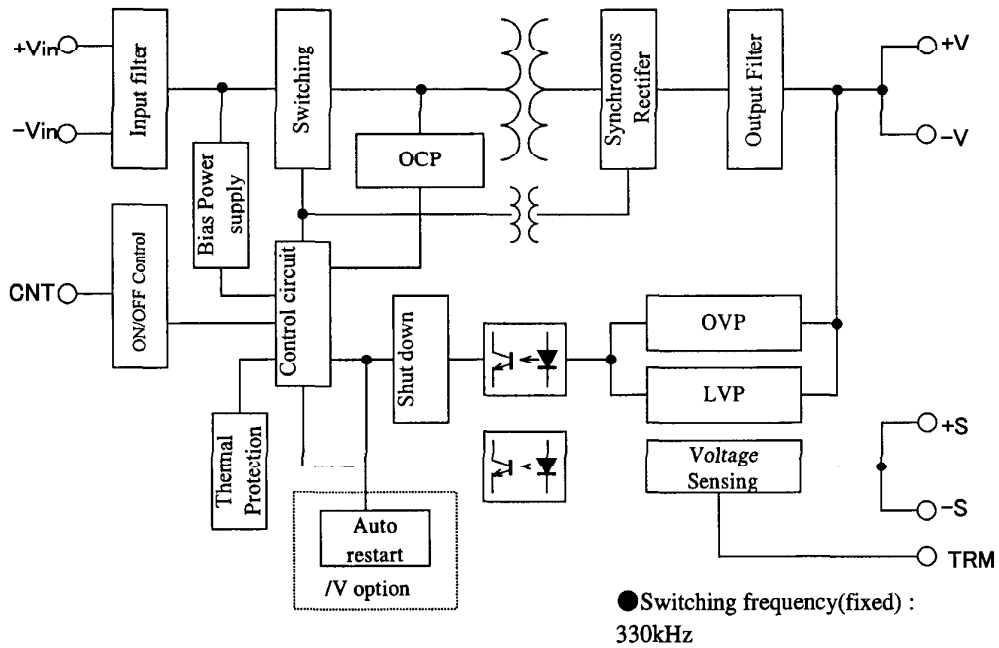 +Vin
-Vin
Input filter
Switching
OCP
Synchronous
Rectifer
Output Filter
+V
-V
Bias Power
supply
CNT
ON/OFF Control
Control circuit
Shut down
OVP
LVP
Thermal
Protection
Voltage
Sensing
+S
-S
TRM
Auto
restart
/V option
●Switching frequency(fixed) :
330kHz